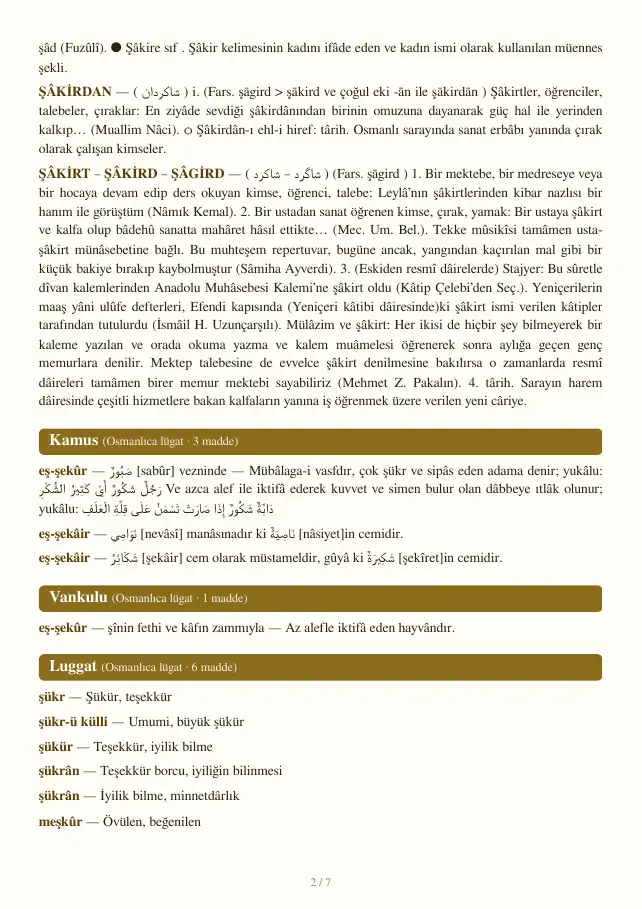 şâd (Fuzûlî). ● Şâkire sıf . Şâkir kelimesinin kadını ifâde eden ve kadın ismi olarak kullanılan müennes
şekli.
ŞÂKİRDAN — ( شاكردان ) i. (Fars. şāgird > şākird ve çoğul eki -ān ile şākirdān ) Şâkirtler, öğrenciler,
talebeler, çıraklar: En ziyâde sevdiği şâkirdânından birinin omuzuna dayanarak güç hal ile yerinden
kalkıp… (Muallim Nâci). ○ Şâkirdân-ı ehl-i hiref: târih. Osmanlı sarayında sanat erbâbı yanında çırak
olarak çalışan kimseler.
ŞÂKİRT – ŞÂKİRD – ŞÂGİRD — ( شاگرد – شاكرد ) (Fars. şāgird ) 1. Bir mektebe, bir medreseye veya
bir hocaya devam edip ders okuyan kimse, öğrenci, talebe: Leylâ’nın şâkirtlerinden kibar nazlısı bir
hanım ile görüştüm (Nâmık Kemal). 2. Bir ustadan sanat öğrenen kimse, çırak, yamak: Bir ustaya şâkirt
ve kalfa olup bâdehû sanatta mahâret hâsıl ettikte… (Mec. Um. Bel.). Tekke mûsikîsi tamâmen usta-
şâkirt münâsebetine bağlı. Bu muhteşem repertuvar, bugüne ancak, yangından kaçırılan mal gibi bir
küçük bakiye bırakıp kaybolmuştur (Sâmiha Ayverdi). 3. (Eskiden resmî dâirelerde) Stajyer: Bu sûretle
dîvan kalemlerinden Anadolu Muhâsebesi Kalemi’ne şâkirt oldu (Kâtip Çelebi’den Seç.). Yeniçerilerin
maaş yâni ulûfe defterleri, Efendi kapısında (Yeniçeri kâtibi dâiresinde)ki şâkirt ismi verilen kâtipler
tarafından tutulurdu (İsmâil H. Uzunçarşılı). Mülâzim ve şâkirt: Her ikisi de hiçbir şey bilmeyerek bir
kaleme yazılan ve orada okuma yazma ve kalem muâmelesi öğrenerek sonra aylığa geçen genç
memurlara denilir. Mektep talebesine de evvelce şâkirt denilmesine bakılırsa o zamanlarda resmî
dâireleri tamâmen birer memur mektebi sayabiliriz (Mehmet Z. Pakalın). 4. târih. Sarayın harem
dâiresinde çeşitli hizmetlere bakan kalfaların yanına iş öğrenmek üzere verilen yeni câriye.
Kamus (Osmanlıca lügat · 3 madde)
eş-şekûr — صَبُورٌ [sabûr] vezninde — Mübâlaga-i vasfdır, çok şükr ve sipâs eden adama denir; yukâlu:
رَجُلٌ شَكُورٌ أَيْ كَثِيرُ الشُّكْرِ Ve azca alef ile iktifâ ederek kuvvet ve simen bulur olan dâbbeye ıtlâk olunur;
yukâlu: دَابَّةٌ شَكُورٌ إِذَا صَارَتْ تَسْمَنُ عَلَى قِلَّةِ الْعَلَفِ
eş-şekâir — نَوَاصِي [nevâsî] manâsınadır ki نَاصِيَةٌ [nâsiyet]in cemidir.
eş-şekâir — شَكَائِرُ [şekâir] cem olarak müstameldir, gûyâ ki شَكِيرَةٌ [şekîret]in cemidir.
Vankulu (Osmanlıca lügat · 1 madde)
eş-şekûr — şînin fethi ve kâfın zammıyla — Az alefle iktifâ eden hayvândır.
Luggat (Osmanlıca lügat · 6 madde)
şükr — Şükür, teşekkür
şükr-ü külli — Umumi, büyük şükür
şükür — Teşekkür, iyilik bilme
şükrân — Teşekkür borcu, iyiliğin bilinmesi
şükrân — İyilik bilme, minnetdârlık
meşkûr — Övülen, beğenilen
2 / 7